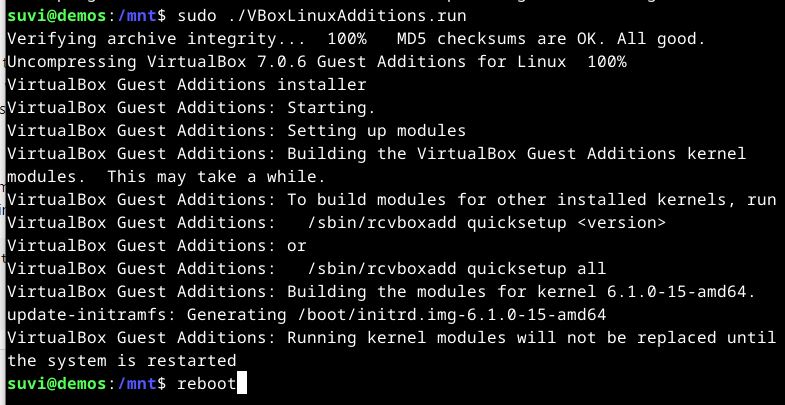 suvi@demos:/mnt$ sudo ./VBoxLinuxAdditions.run
Verifying archive integrity...  100%   MD5 checksums are OK. All good.
Uncompressing VirtualBox 7.0.6 Guest Additions for Linux  100%
VirtualBox Guest Additions installer
VirtualBox Guest Additions: Starting.
VirtualBox Guest Additions: Setting up modules
VirtualBox Guest Additions: Building the VirtualBox Guest Additions kernel
modules.  This may take a while.
VirtualBox Guest Additions: To build modules for other installed kernels, run
VirtualBox Guest Additions:   /sbin/rcvboxadd quicksetup <version>
VirtualBox Guest Additions: or
VirtualBox Guest Additions:   /sbin/rcvboxadd quicksetup all
VirtualBox Guest Additions: Building the modules for kernel 6.1.0-15-amd64.
update-initramfs: Generating /boot/initrd.img-6.1.0-15-amd64
VirtualBox Guest Additions: Running kernel modules will not be replaced until
the system is restarted
suvi@demos:/mnt$ reboot